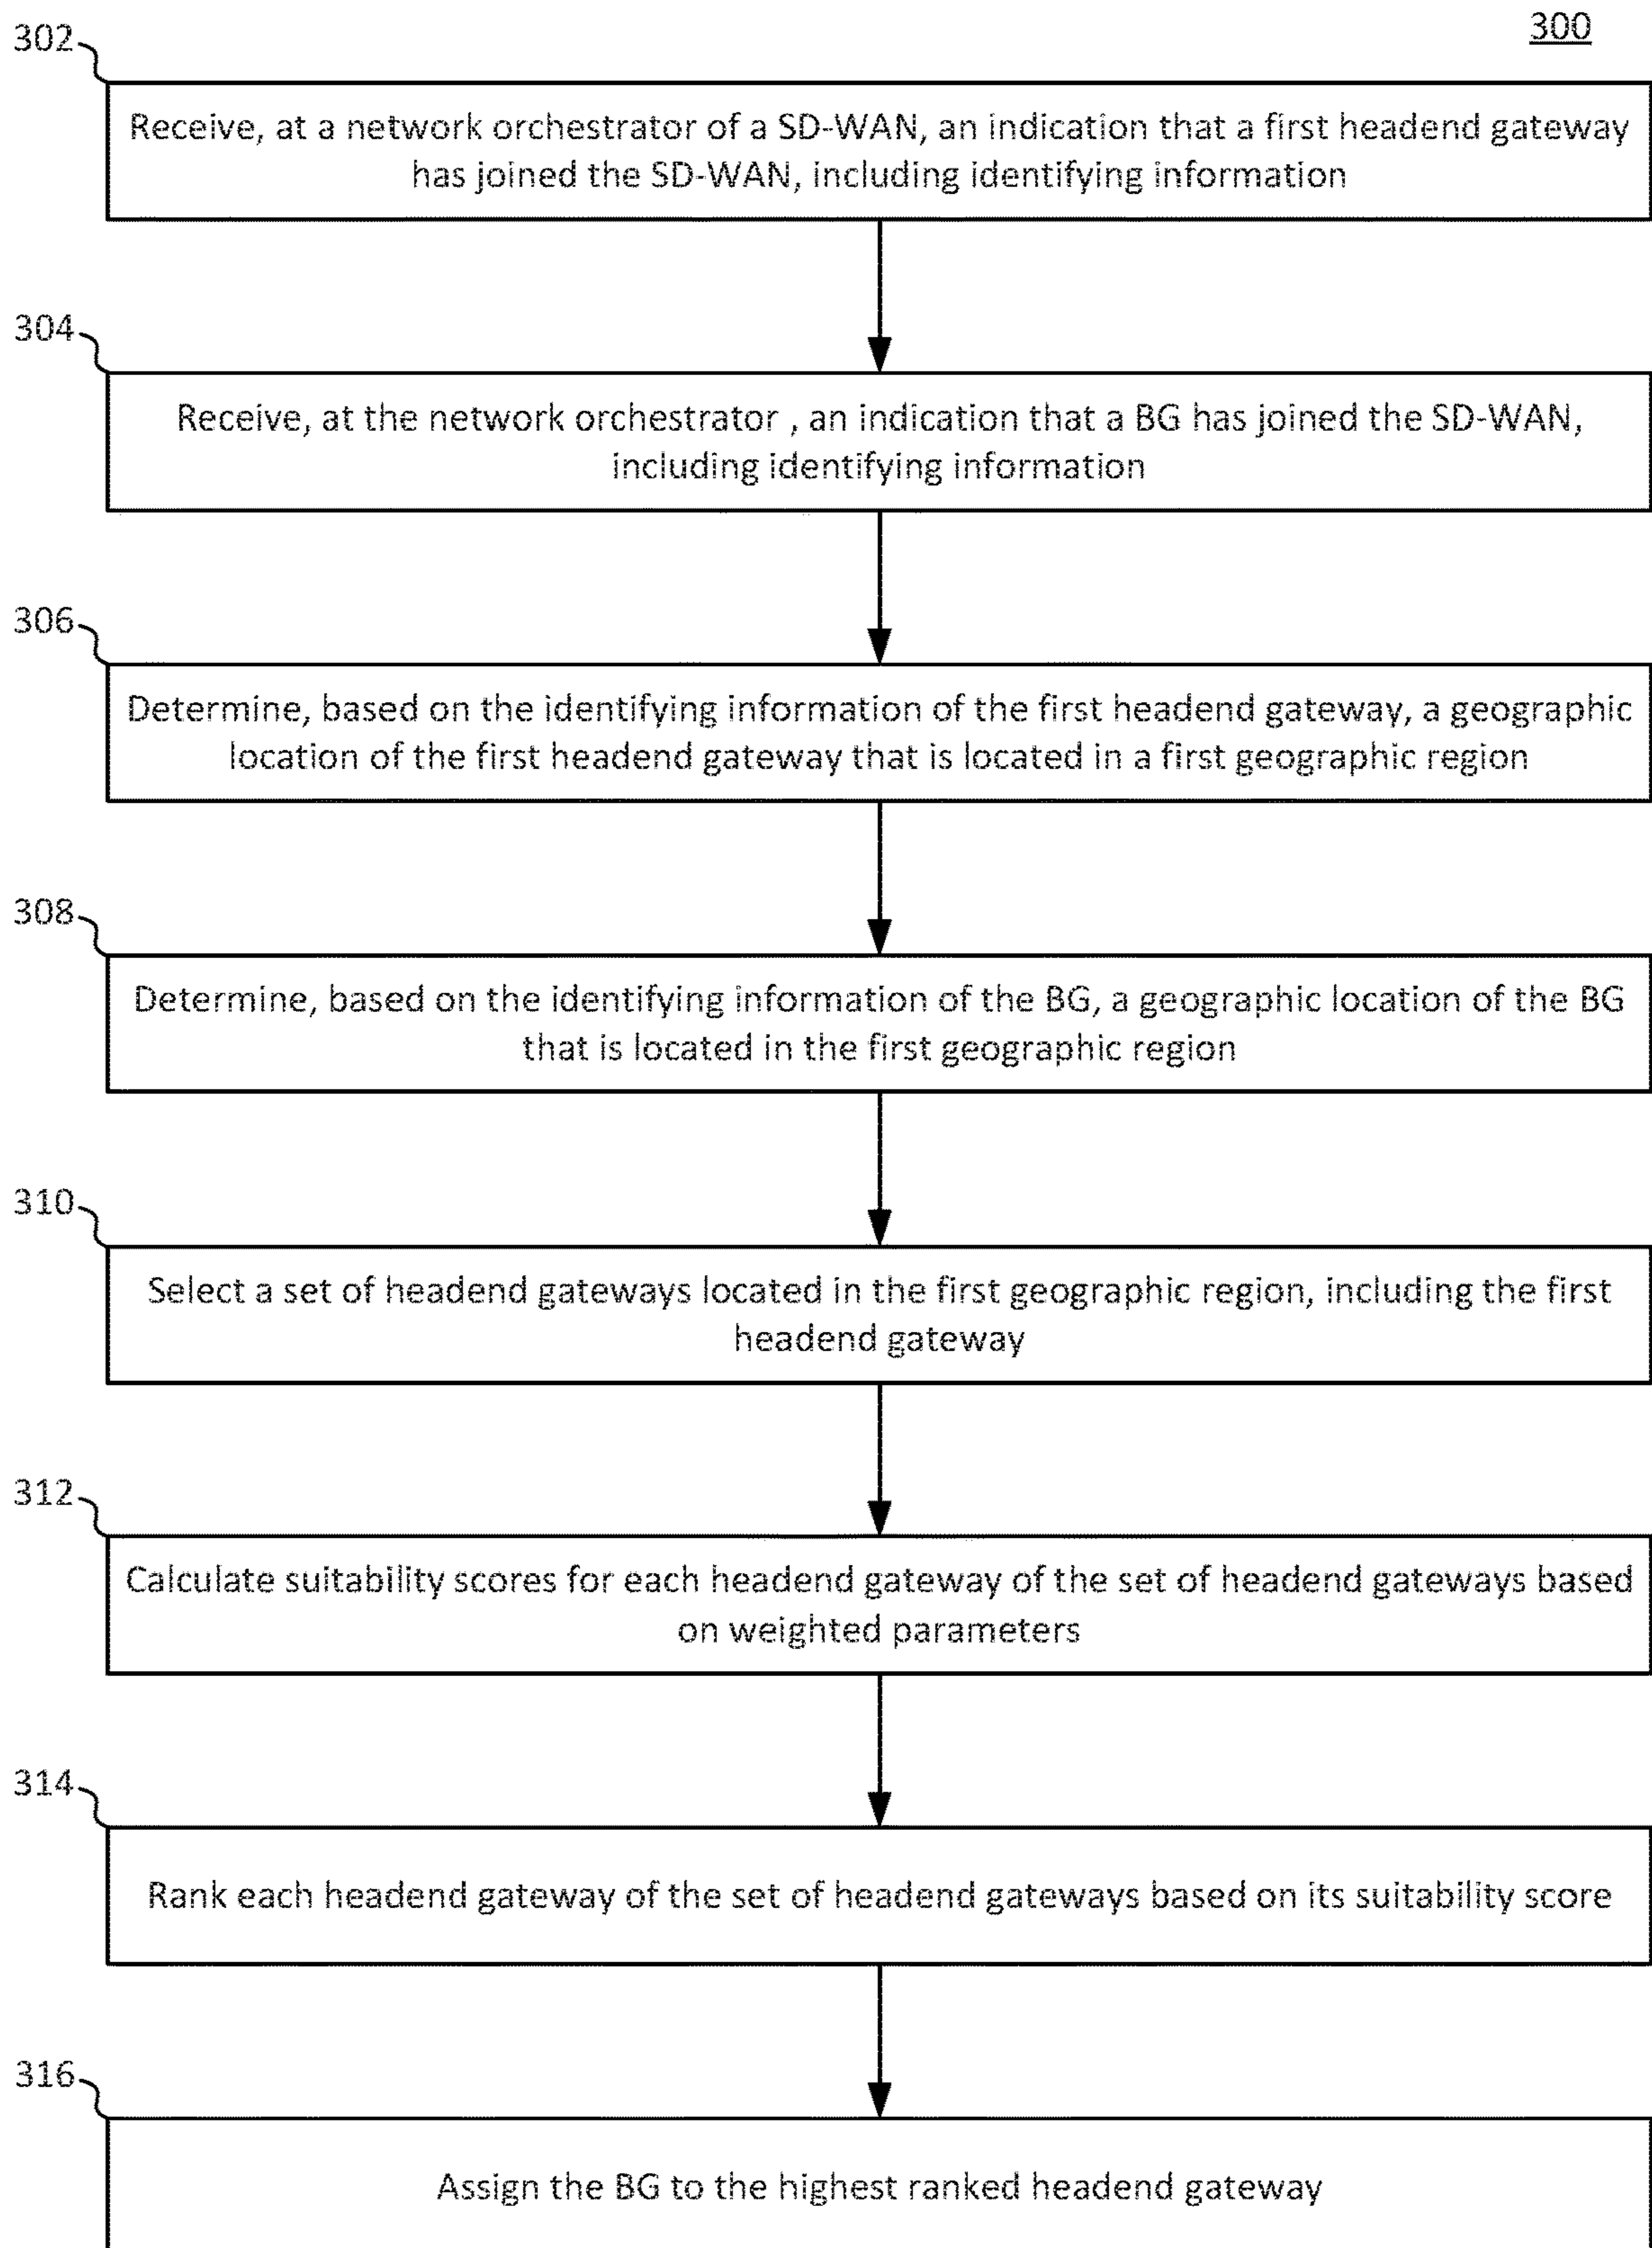 300
302
Receive, at a network orchestrator of a SD-WAN, an indication that a first headend gateway
has joined the SD-WAN, including identifying information
304
Receive, at the network orchestrator , an indication that a BG has joined the SD-WAN,
including identifying information
306
Determine, based on the identifying information of the first headend gateway, a geographic
location of the first headend gateway that is located in a first geographic region
308
Determine, based on the identifying information of the BG, a geographic location of the BG
that is located in the first geographic region
310
Select a set of headend gateways located in the first geographic region, including the first
headend gateway
312
Calculate suitability scores for each headend gateway of the set of headend gateways based
on weighted parameters
314
Rank each headend gateway of the set of headend gateways based on its suitability score
316
Assign the BG to the highest ranked headend gateway